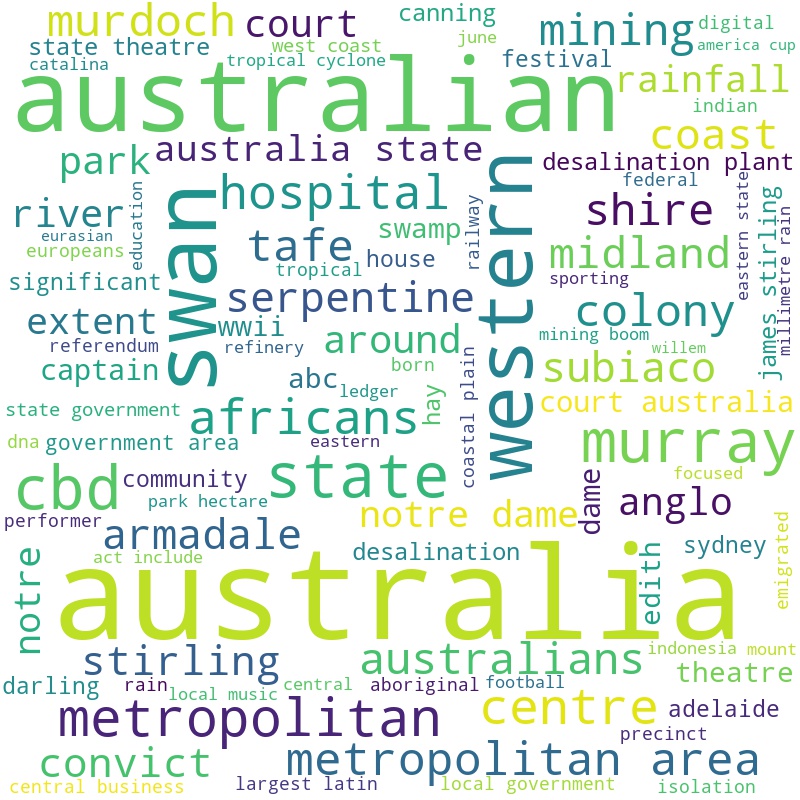 canning
murdoch
court
mining
digital
state theatre
west coast
june
america cup
catalina
tropical cyclone
festival
australian
rainfall
indian
coast
park
australia state
desalination plant
swan
hospital
western
federal
eastern state
education
river
shire
james stirling
millimetre rain
eurasian
europeans
tafe
swamp
railway
house
midland
tropical
sporting
significant
serpentine
colony
extent
wwii
around
mining boom
referendum
refinery
willem
captain
abc
born
subiaco
ledger
hay
coastal plain
state government
africans
court australia
dna
government area
eastern
murray
state
cbd
community
focused
park hectare
dame
anglo
performer
notre dame
armadale
emigrated
act include
desalination
edith
sydney
notre
australia
stirling
australians
indonesia
mount
theatre
darling
rain
local music
central
aboriginal
football
metropolitan
centre
adelaide
precinct
convict
metropolitan area
central business
largest latin
local government
isolation